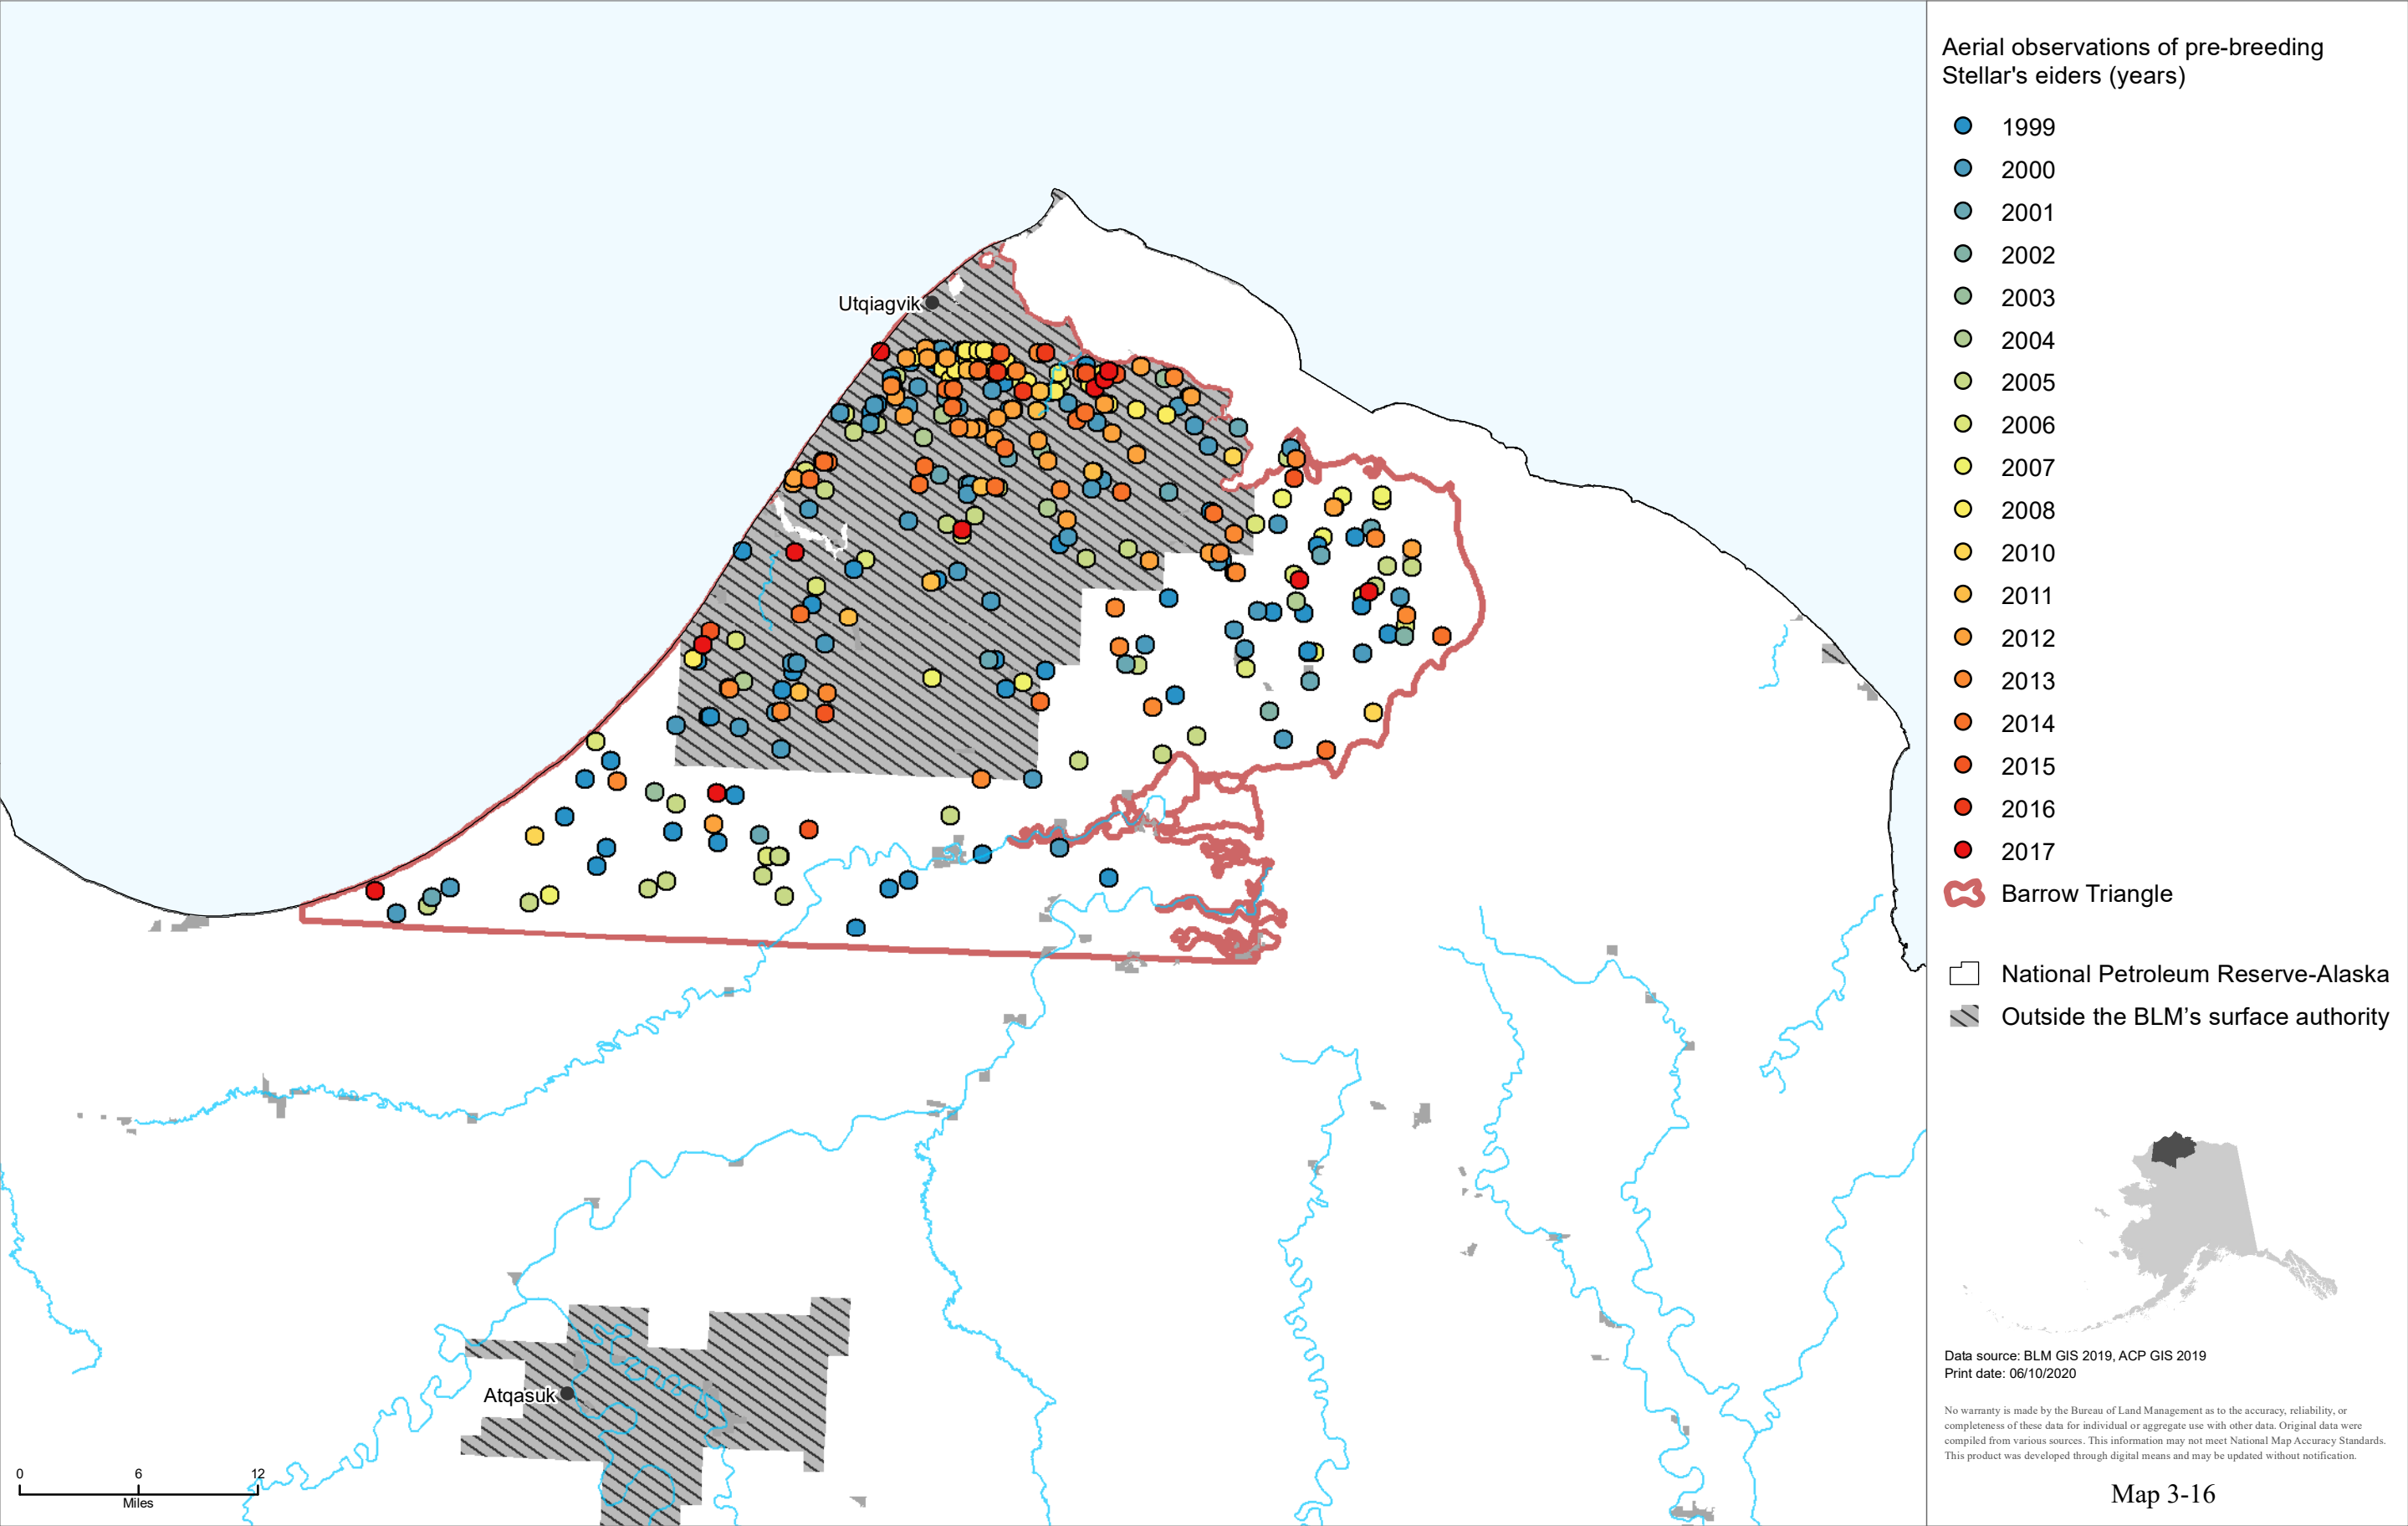 Utqiagvik
Atqasuk
0 6 12
Miles
Aerial observations of pre-breeding
Stellar's eiders (years)
1999
2000
2001
2002
2003
2004
2005
2006
2007
2008
2010
2011
2012
2013
2014
2015
2016
2017
Barrow Triangle
National Petroleum Reserve-Alaska
Outside the BLM’s surface authority
Data source: BLM GIS 2019, ACP GIS 2019
Print date: 06/10/2020
No warranty is made by the Bureau of Land Management as to the accuracy, reliability, or
completeness of these data for individual or aggregate use with other data. Original data were
compiled from various sources. This information may not meet National Map Accuracy Standards.
This product was developed through digital means and may be updated without notification.
Map 3-16